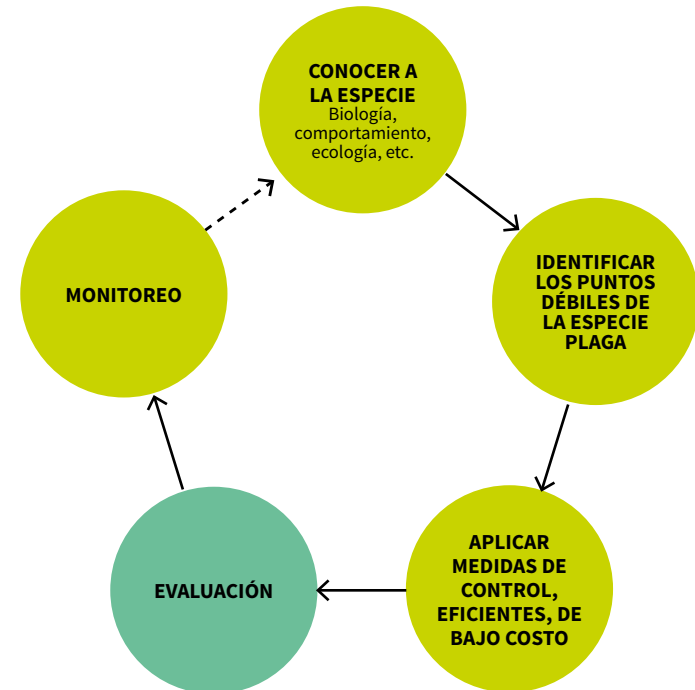 CONOCER A
LA ESPECIE
Biología,
comportamiento,
ecología, etc.
IDENTIFICAR
LOS PUNTOS
DÉBILES DE
LA ESPECIE
PLAGA
APLICAR
MEDIDAS DE
CONTROL,
EFICIENTES, DE
BAJO COSTO
EVALUACIÓN
MONITOREO